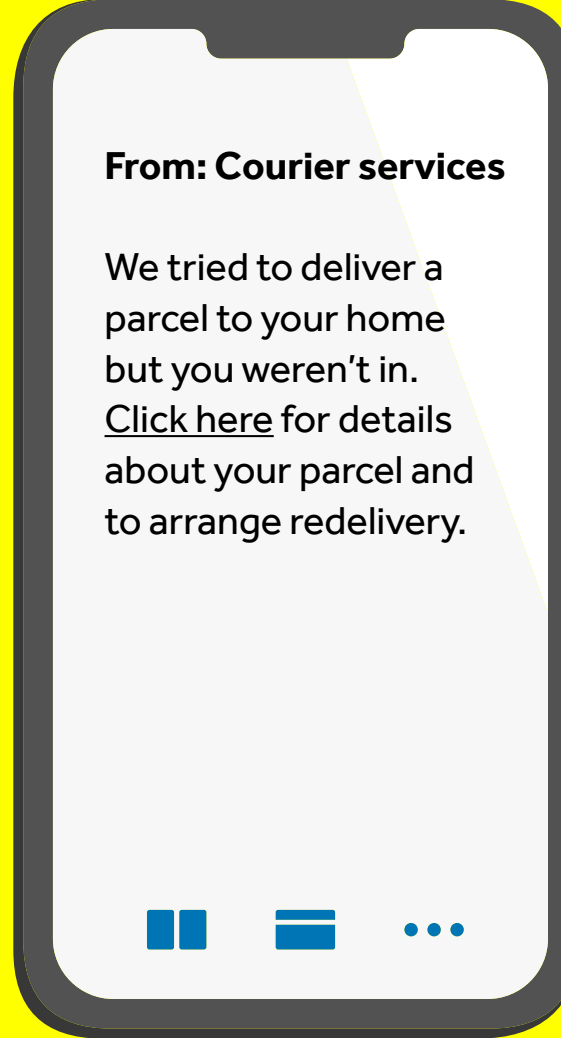 From: Courier services
We tried to deliver a
parcel to your home
but you weren’t in.
Click here for details
about your parcel and
to arrange redelivery.